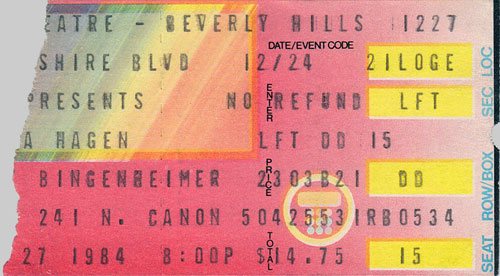 EATRE - BEVERLY HILLS 1227
DATE/EVENT CODE
SHIRE BLVD 12/24 21LOGE
PRESENTS NO REFUND LFT
A HAGEN LFT DD 15
BINGENHEIMER 2303B21 DD
241 N. CANON 50425531RB0534
27 1984 8:00P $14.75 15
ENTER
PRICE
TOTAL
SEC LOC
ROW/BOX
SEAT